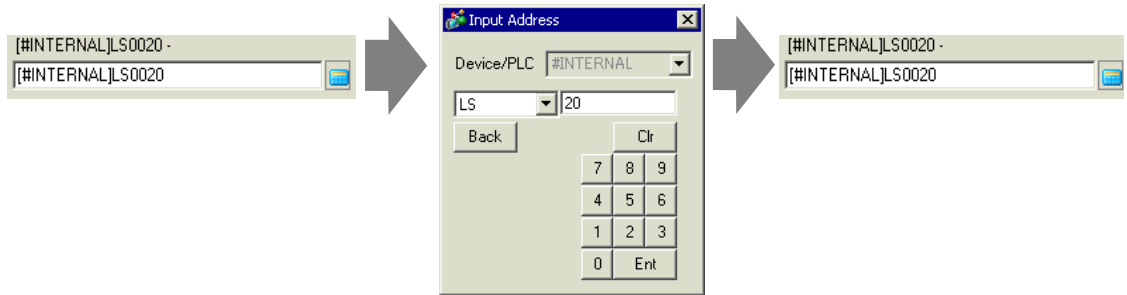 [#INTERNAL]LS0020 -
[#INTERNAL]LS0020
Input Address
Device/PLC #INTERNAL
LS 20
Back Clr
7 8 9
4 5 6
1 2 3
0 Ent
[#INTERNAL]LS0020 -
[#INTERNAL]LS0020